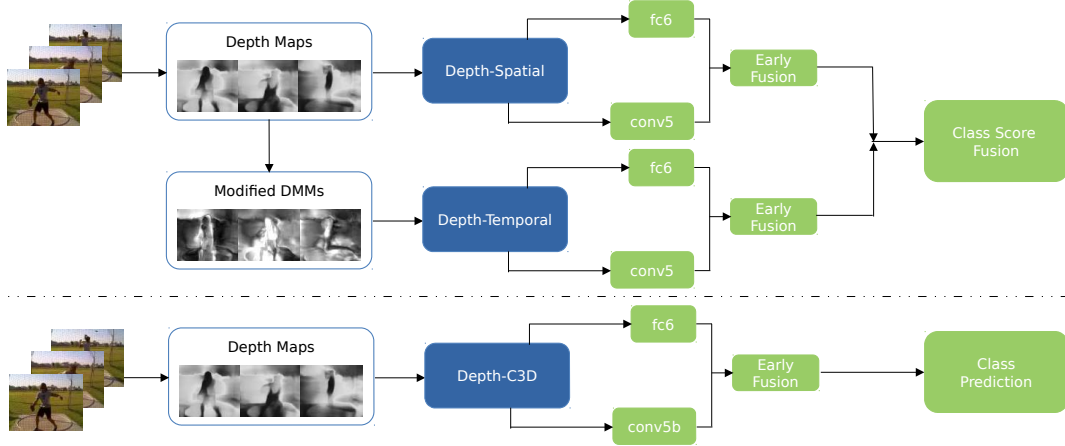 Depth Maps
Depth-Spatial
fc6
conv5
Early
Fusion
Modified DMMs
Depth-Temporal
fc6
conv5
Early
Fusion
Class Score
Fusion
Depth Maps
Depth-C3D
fc6
conv5b
Early
Fusion
Class
Prediction